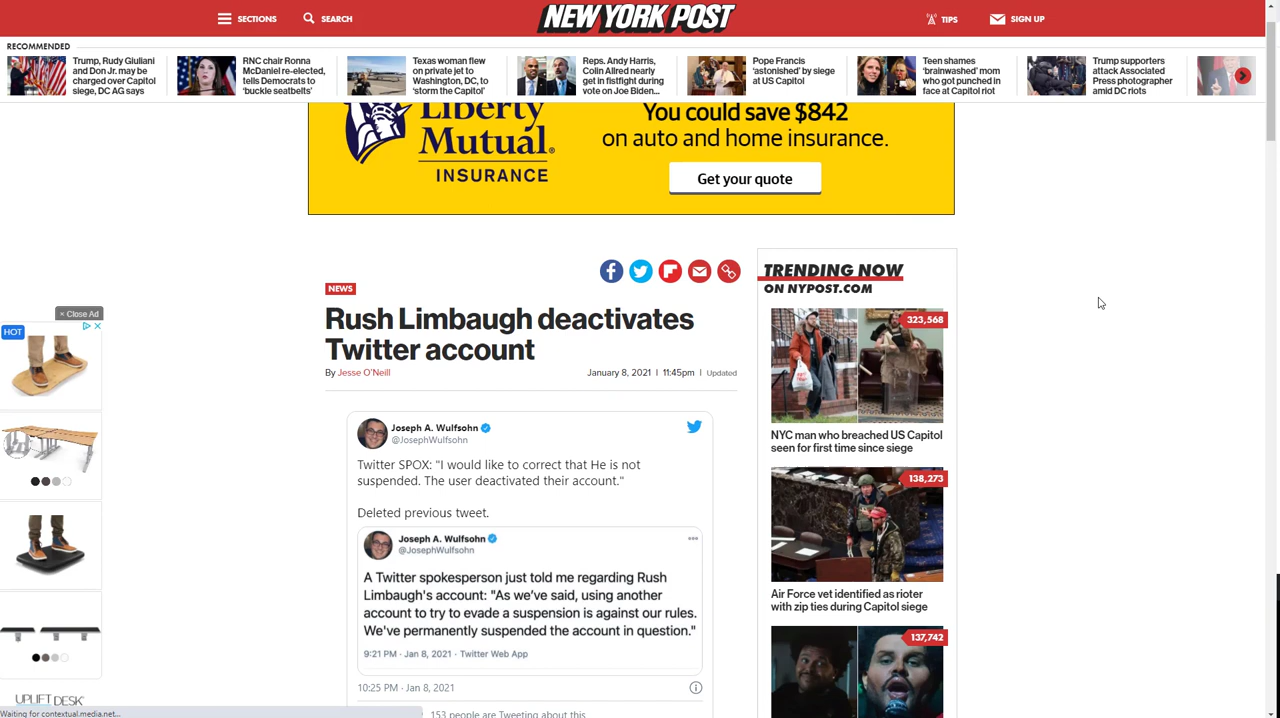 SECTIONS
SEARCH
NEW YORK POST
TIPS
SIGN UP
RECOMMENDED
Trump, Rudy Giuliani
and Don Jr. may be
charged over Capitol
siege, DC AG says
RNC chair Ronna
McDaniel re-elected,
tells Democrats to
'buckle seatbelts'
Texas woman flew
on private jet to
Washington, DC, to
'storm the Capitol'
Reps. Andy Harris,
Colin Allred nearly
get in fistfight during
vote on Joe Biden...
Pope Francis
'astonished' by siege
at US Capitol
Teen shames
'brainwashed' mom
who got punched in
face at Capitol riot
Trump supporters
attack Associated
Press photographer
amid DC riots
Liberty
Mutual®
INSURANCE
You could save $842
on auto and home insurance.
Get your quote
NEWS
Rush Limbaugh deactivates
Twitter account
By Jesse O'Neill
January 8, 2021 | 11:45pm | Updated
Joseph A. Wulfsohn
@JosephWulfsohn
Twitter SPOX: "I would like to correct that He is not
suspended. The user deactivated their account."
Deleted previous tweet.
Joseph A. Wulfsohn
@JosephWulfsohn
A Twitter spokesperson just told me regarding Rush
Limbaugh's account: "As we've said, using another
account to try to evade a suspension is against our rules.
We've permanently suspended the account in question."
9:21 PM · Jan 8, 2021 · Twitter Web App
10:25 PM · Jan 8, 2021
153 people are Tweeting about this
TRENDING NOW
ON NYPOST.COM
323,568
NYC man who breached US Capitol
seen for first time since siege
138,273
Air Force vet identified as rioter
with zip ties during Capitol siege
137,742
× Close Ad
HOT
UPLIFT DESK
Waiting for contextual.media.net...